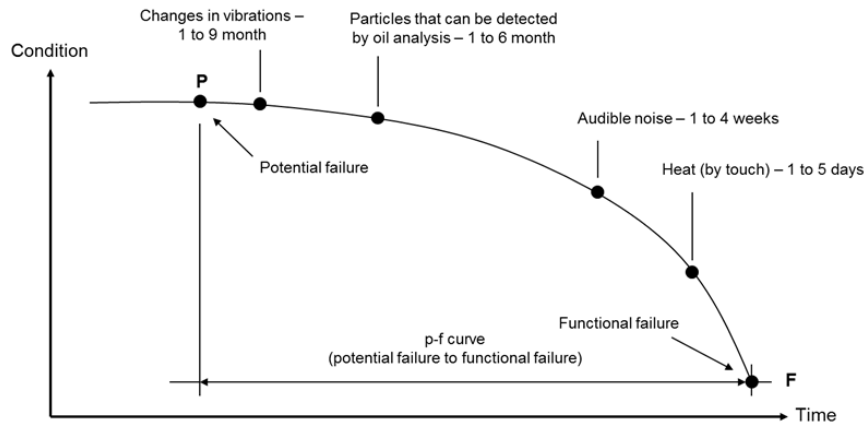 Changes in vibrations –
1 to 9 month
Particles that can be detected
by oil analysis – 1 to 6 month
Condition
P
Audible noise – 1 to 4 weeks
Potential failure
Heat (by touch) – 1 to 5 days
Functional failure
p-f curve
(potential failure to functional failure)
F
Time